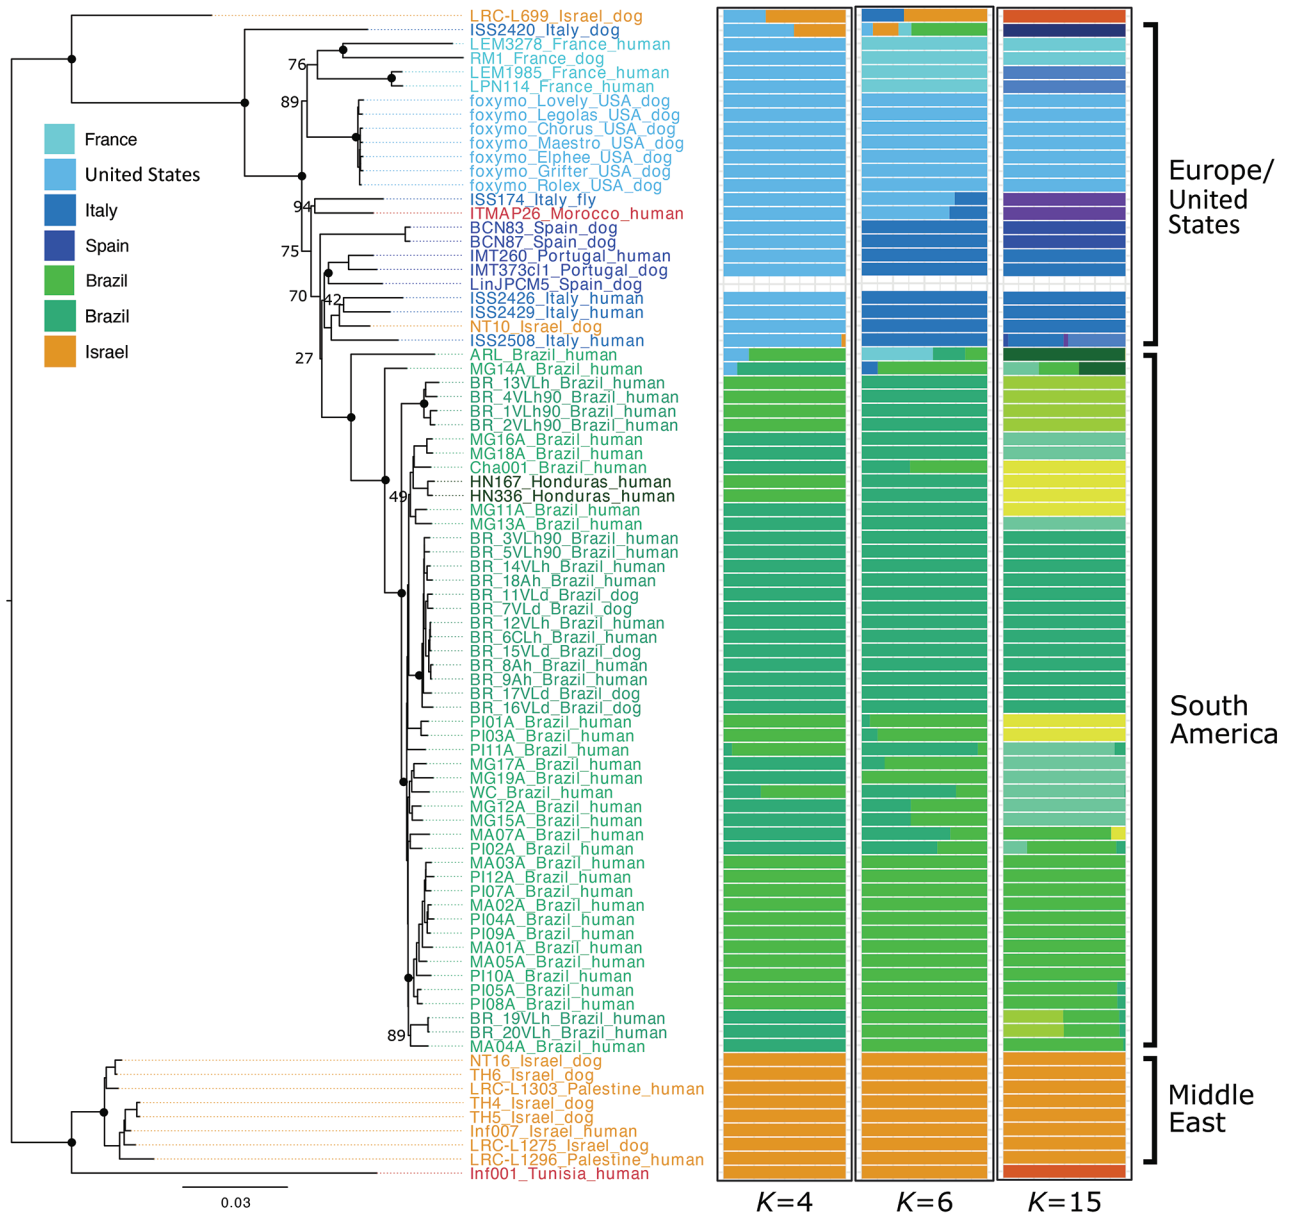 LRC-L699_Israel_dog
ISS2420_Italy_dog
LEM3278_France_human
RM1_France_dog
LEM1985_France_human
LPN114_France_human
foxymo_Lovely_USA_dog
foxymo_Legolas_USA_dog
foxymo_Chorus_USA_dog
foxymo_Maestro_USA_dog
foxymo_Elphee_USA_dog
foxymo_Grifter_USA_dog
foxymo_Rolex_USA_dog
ISS174_Italy_fly
ITMAP26_Morocco_human
BCN83_Spain_dog
BCN87_Spain_dog
IMT260_Portugal_human
IMT373cl1_Portugal_dog
LinJPCM5_Spain_dog
ISS2426_Italy_human
ISS2429_Italy_human
NT10_Israel_dog
ISS2508_Italy_human
ARL_Brazil_human
MG14A_Brazil_human
BR_13VLh_Brazil_human
BR_4VLh90_Brazil_human
BR_1VLh90_Brazil_human
BR_2VLh90_Brazil_human
MG16A_Brazil_human
MG18A_Brazil_human
Cha001_Brazil_human
HN167_Honduras_human
HN336_Honduras_human
MG11A_Brazil_human
MG13A_Brazil_human
BR_3VLh90_Brazil_human
BR_5VLh90_Brazil_human
BR_14VLh_Brazil_human
BR_18Ah_Brazil_human
BR_11VLd_Brazil_dog
BR_7VLd_Brazil_dog
BR_12VLh_Brazil_human
BR_6CLh_Brazil_human
BR_15VLd_Brazil_dog
BR_8Ah_Brazil_human
BR_9Ah_Brazil_human
BR_17VLd_Brazil_dog
BR_16VLd_Brazil_dog
PI01A_Brazil_human
PI03A_Brazil_human
PI11A_Brazil_human
MG17A_Brazil_human
MG19A_Brazil_human
WC_Brazil_human
MG12A_Brazil_human
MG15A_Brazil_human
MA07A_Brazil_human
PI02A_Brazil_human
MA03A_Brazil_human
PI12A_Brazil_human
PI07A_Brazil_human
MA02A_Brazil_human
PI04A_Brazil_human
PI09A_Brazil_human
MA01A_Brazil_human
MA05A_Brazil_human
PI10A_Brazil_human
PI05A_Brazil_human
PI08A_Brazil_human
BR_19VLh_Brazil_human
BR_20VLh_Brazil_human
MA04A_Brazil_human
NT16_Israel_dog
TH6_Israel_dog
LRC-L1303_Palestine_human
TH4_Israel_dog
TH5_Israel_dog
Inf007_Israel_human
LRC-L1275_Israel_dog
LRC-L1296_Palestine_human
Inf001_Tunisia_human
76
89
94
75
70
42
27
49
89
France
United States
Italy
Spain
Brazil
Brazil
Israel
Europe/
United
States
South
America
Middle
East
0.03
K=4
K=6
K=15